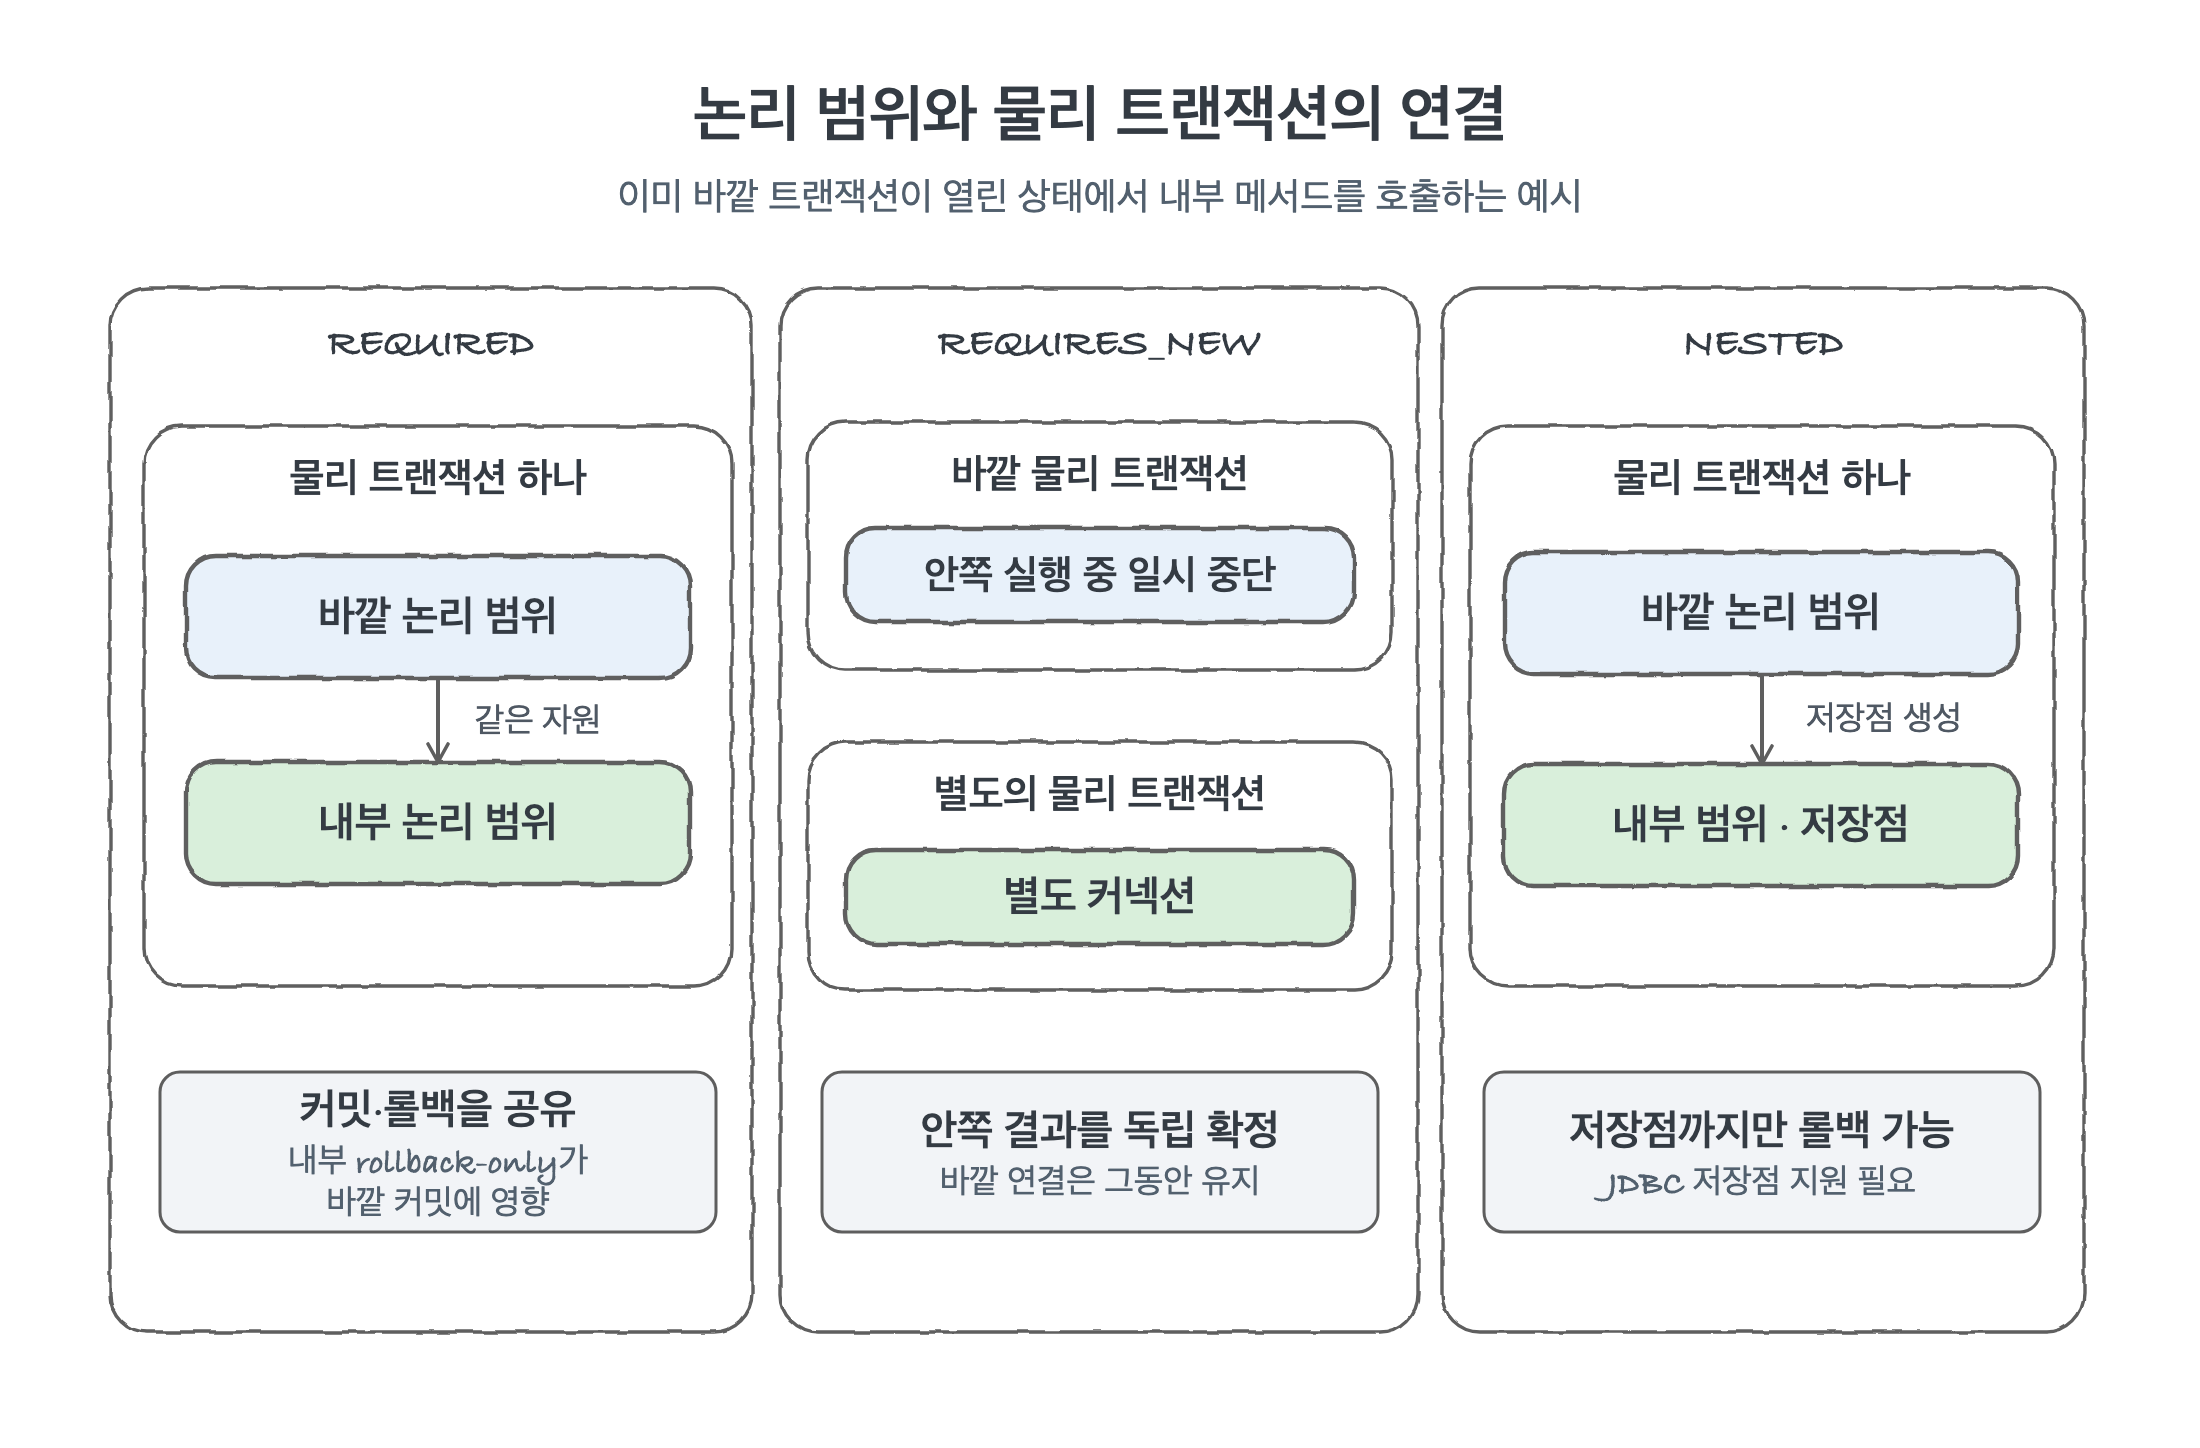 논리 범위와 물리 트랜잭션의 연결
이미 바깥 트랜잭션이 열린 상태에서 내부 메서드를 호출하는 예시
REQUIRED
물리 트랜잭션 하나
바깥 논리 범위
같은 자원
내부 논리 범위
커밋·롤백을 공유
내부 rollback-only가
바깥 커밋에 영향
REQUIRES_NEW
바깥 물리 트랜잭션
안쪽 실행 중 일시 중단
별도의 물리 트랜잭션
별도 커넥션
안쪽 결과를 독립 확정
바깥 연결은 그동안 유지
NESTED
물리 트랜잭션 하나
바깥 논리 범위
저장점 생성
내부 범위 · 저장점
저장점까지만 롤백 가능
JDBC 저장점 지원 필요